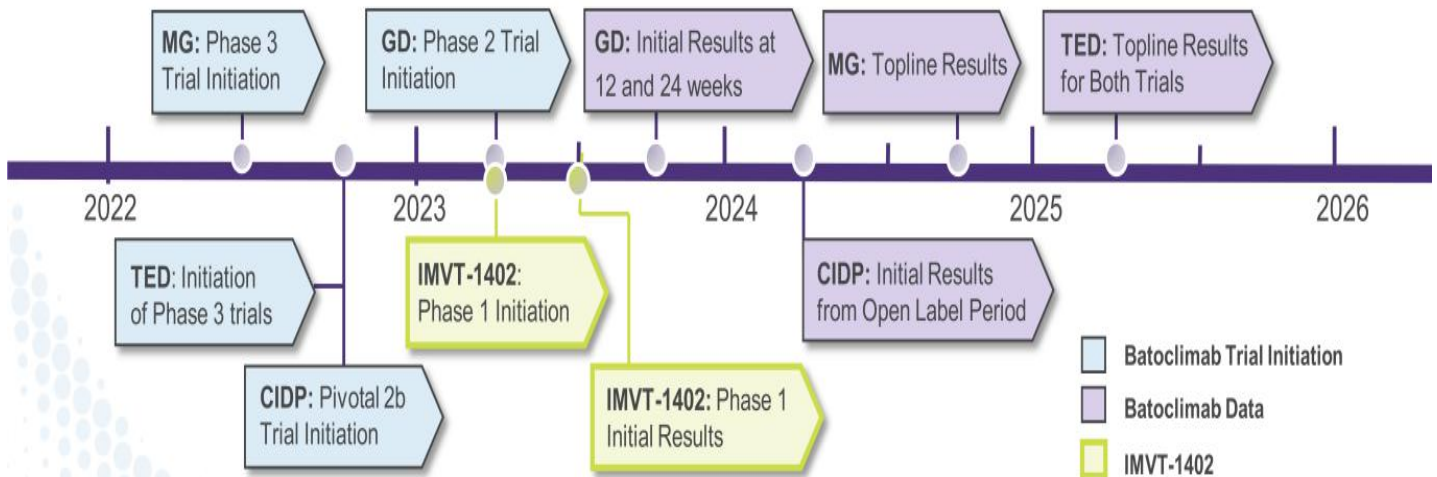 MG: Phase 3
Trial Initiation
GD: Phase 2 Trial
Initiation
GD: Initial Results at
12 and 24 weeks
MG: Topline Results
TED: Topline Results
for Both Trials
2022
2023
2024
2025
2026
TED: Initiation
of Phase 3 trials
IMVT-1402:
Phase 1 Initiation
CIDP: Initial Results
from Open Label Period
CIDP: Pivotal 2b
Trial Initiation
IMVT-1402: Phase 1
Initial Results
Batoclimab Trial Initiation
Batoclimab Data
IMVT-1402